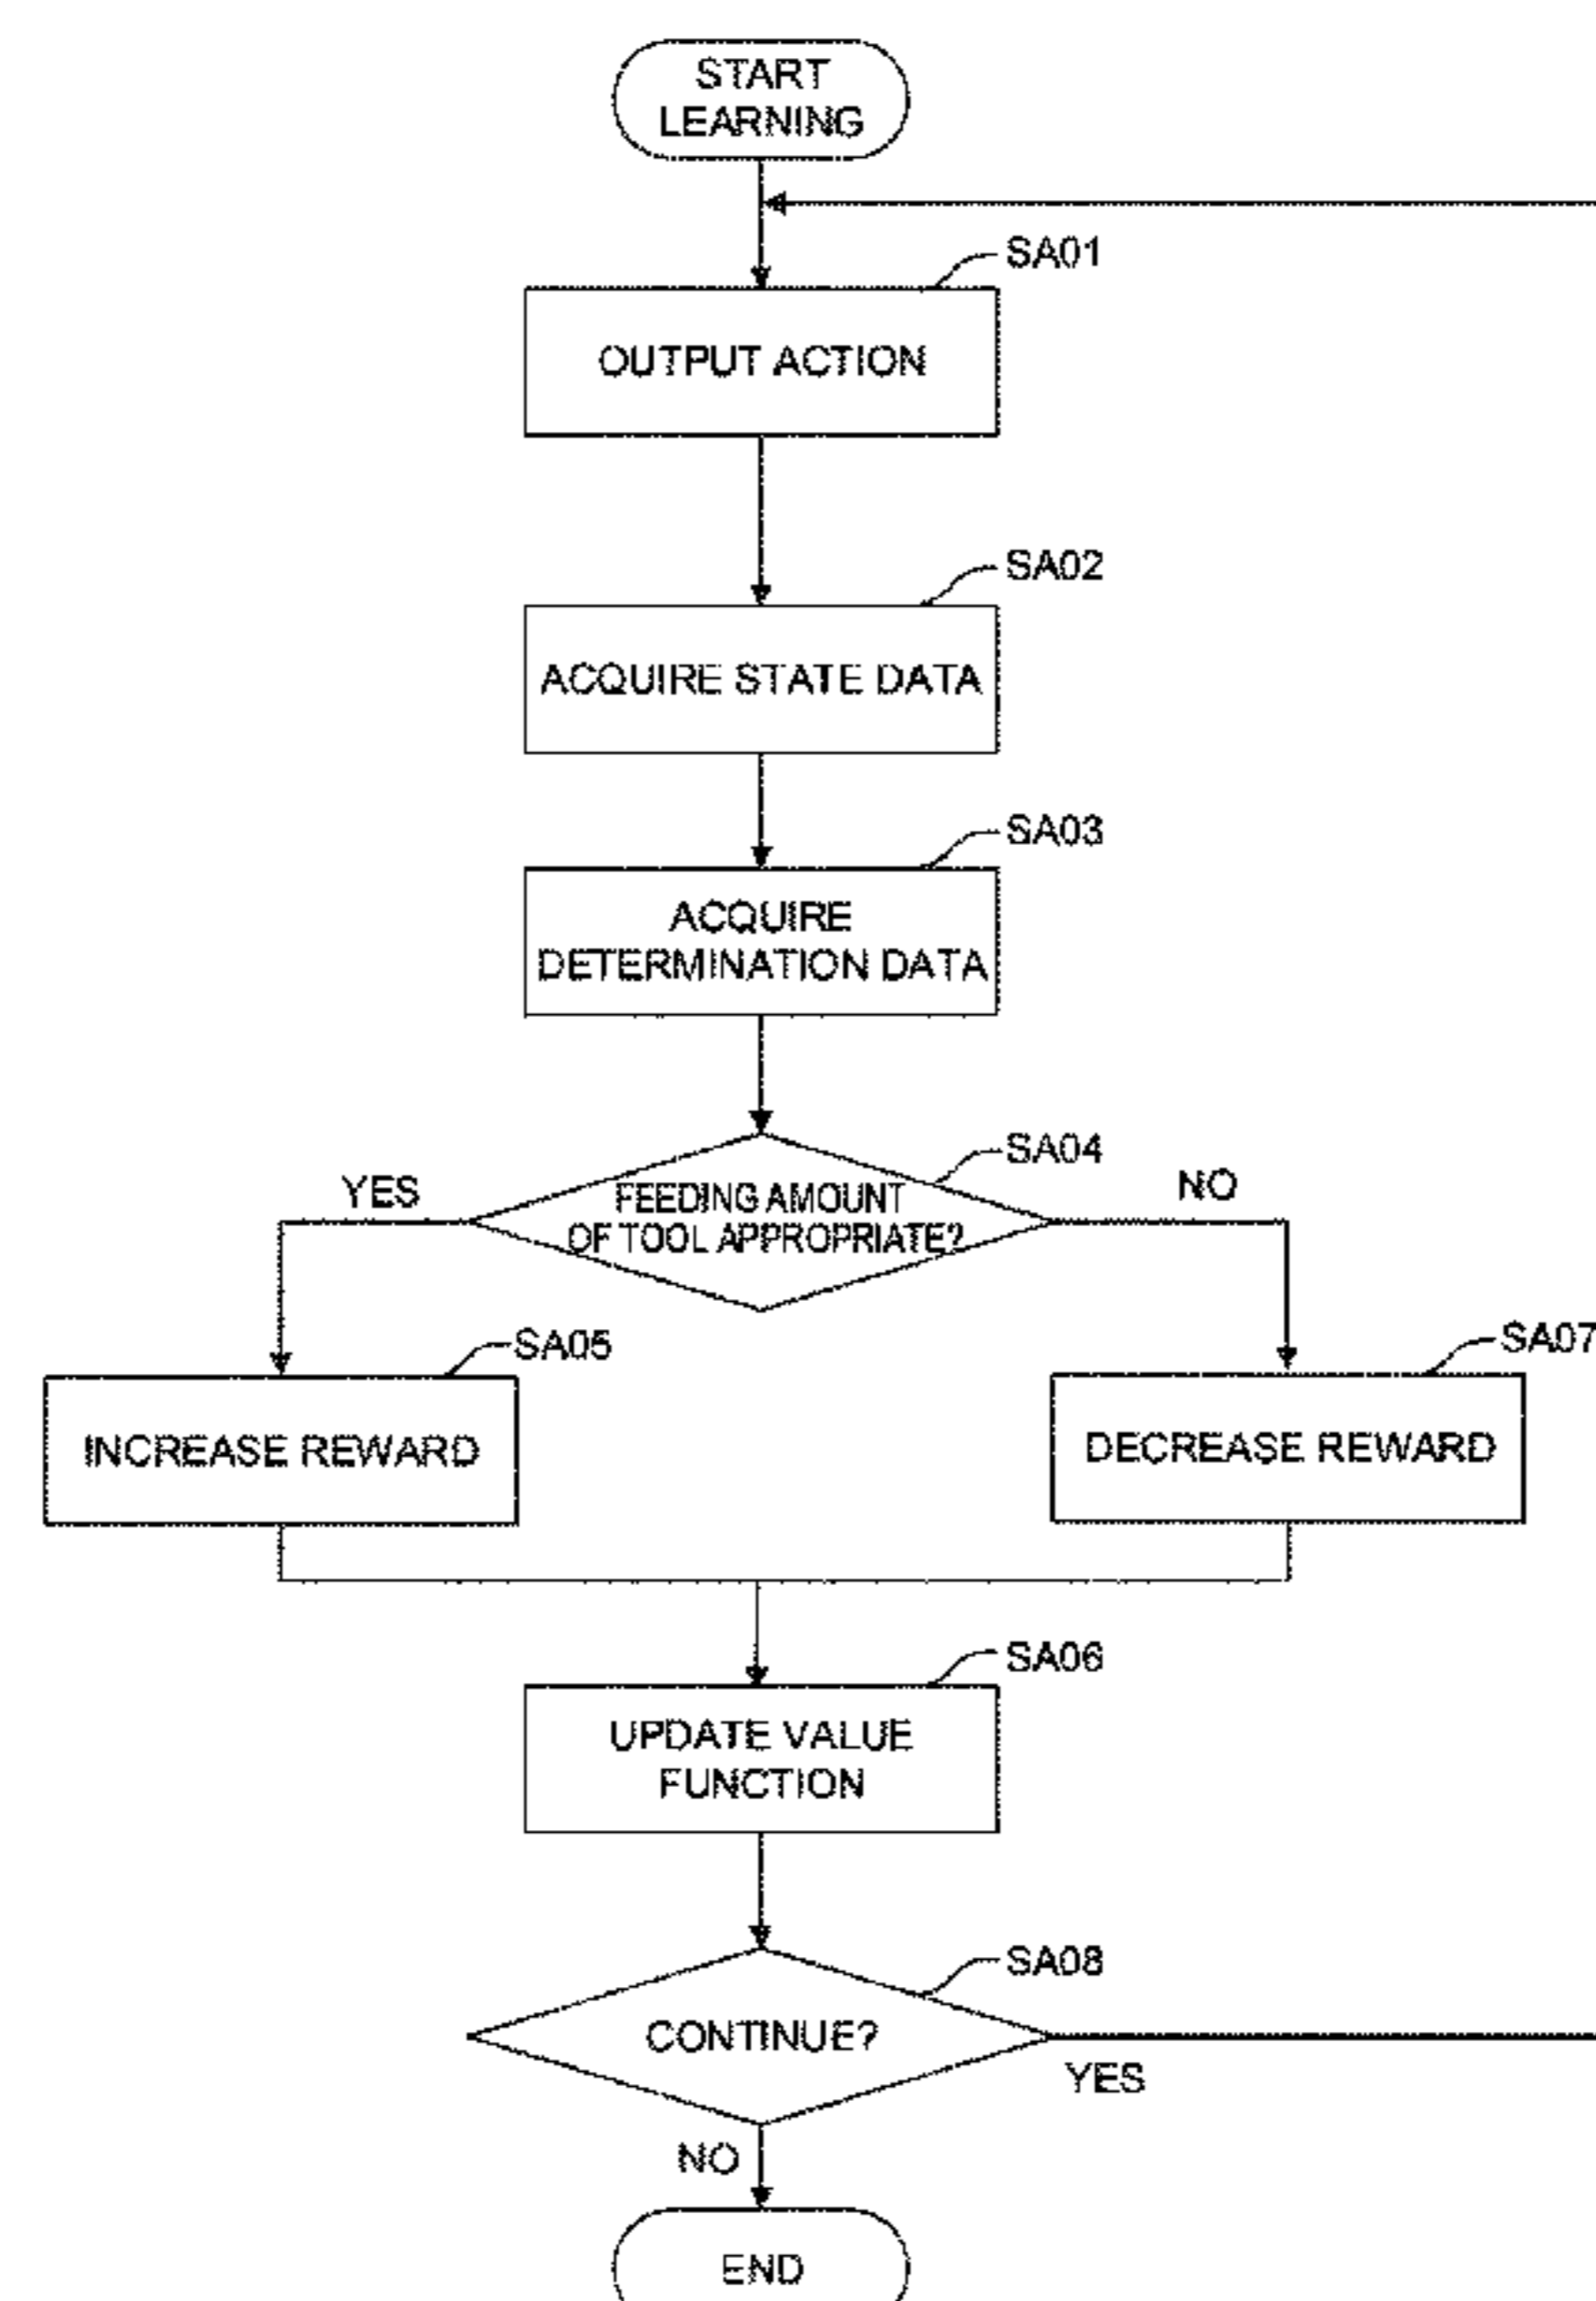 START
LEARNING
SA01
OUTPUT ACTION
SA02
ACQUIRE STATE DATA
SA03
ACQUIRE
DETERMINATION DATA
SA04
YES
NO
FEEDING AMOUNT
OF TOOL APPROPRIATE?
SA05
SA07
INCREASE REWARD
DECREASE REWARD
SA06
UPDATE VALUE
FUNCTION
SA08
CONTINUE?
YES
NO
END